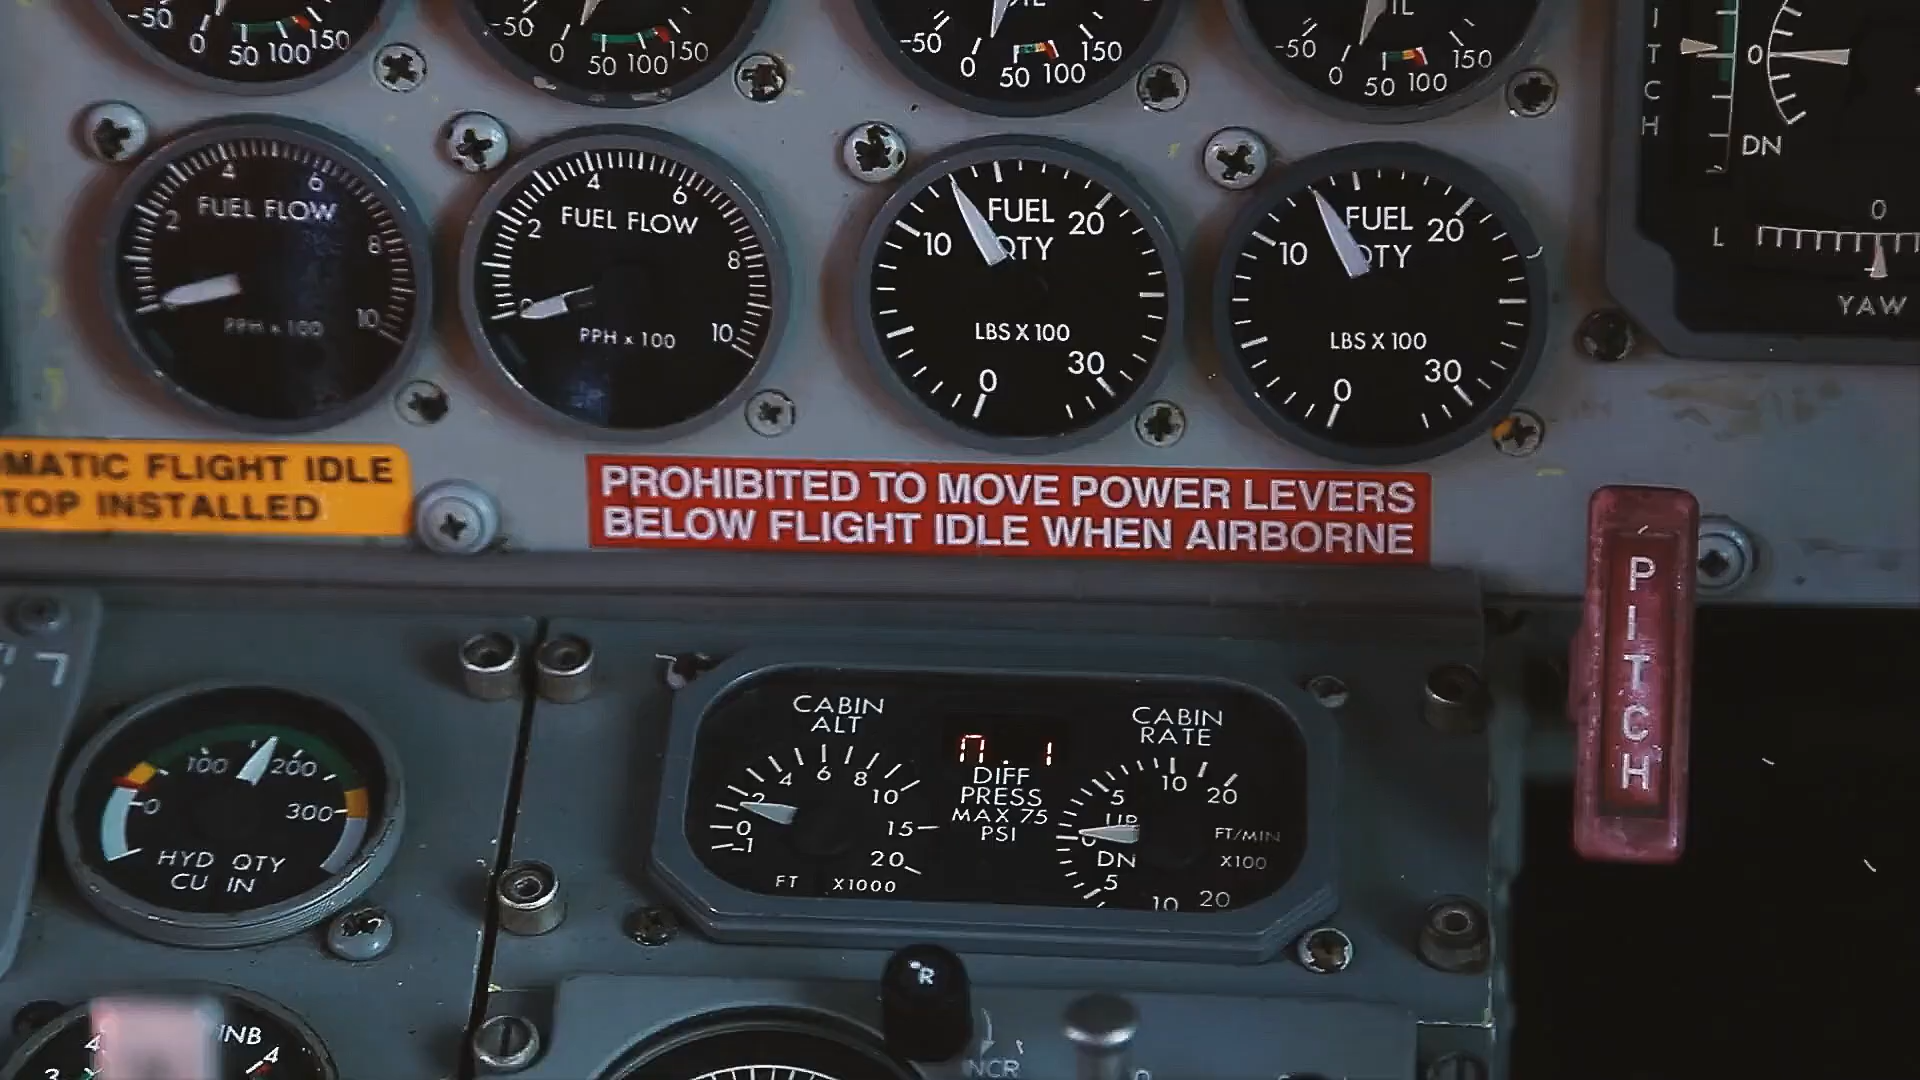 -50 0 50 100 150
-50 0 50 100 150
-50 0 50 100 150
-50 0 50 100 150
PITCH
0
DN
2 4 6 8 10
FUEL FLOW
PPH x 100
0 2 4 6 8 10
FUEL FLOW
PPH x 100
FUEL
QTY
10 20
LBS X 100
0 30
FUEL
QTY
10 20
LBS X 100
0 30
0
L
YAW
MATIC FLIGHT IDLE
TOP INSTALLED
PROHIBITED TO MOVE POWER LEVERS
BELOW FLIGHT IDLE WHEN AIRBORNE
PITCH
0 100 200 300
HYD QTY
CU IN
CABIN
ALT
-1 0 2 4 6 8 10 15 20
FT X1000
DIFF
PRESS
MAX 75
PSI
CABIN
RATE
5 10 20
UP
0
DN
5 10 20
FT/MIN
X100
°R
INB
4 4
3
INCR